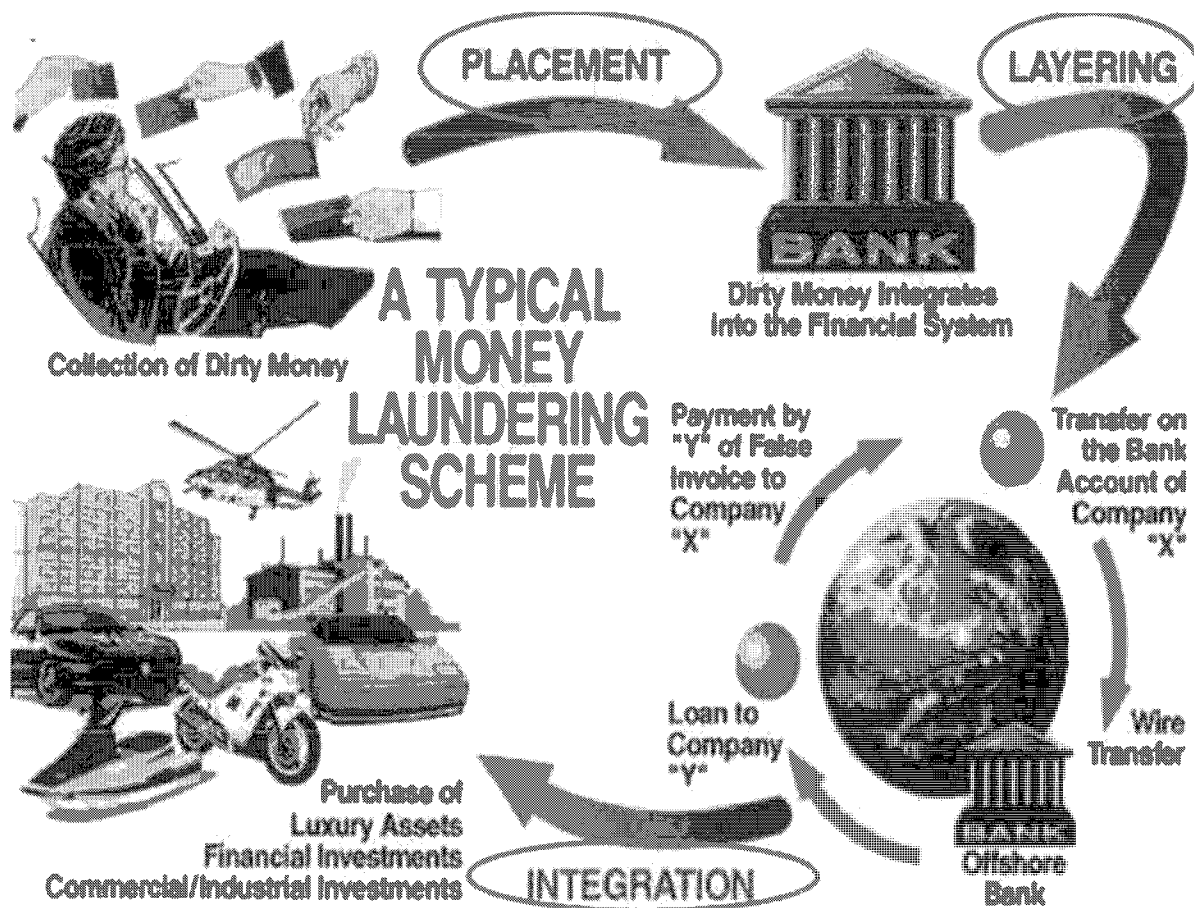 PLACEMENT
LAYERING
BANK
Dirty Money Integrates
into the Financial System
Collection of Dirty Money
A TYPICAL
MONEY
LAUNDERING
SCHEME
Payment by
"Y" of False
Invoice to
Company
"X"
Transfer on
the Bank
Account of
Company
"X"
Wire
Transfer
Loan to
Company
"Y"
BANK
Offshore
Bank
Purchase of
Luxury Assets
Financial Investments
Commercial/Industrial Investments
INTEGRATION